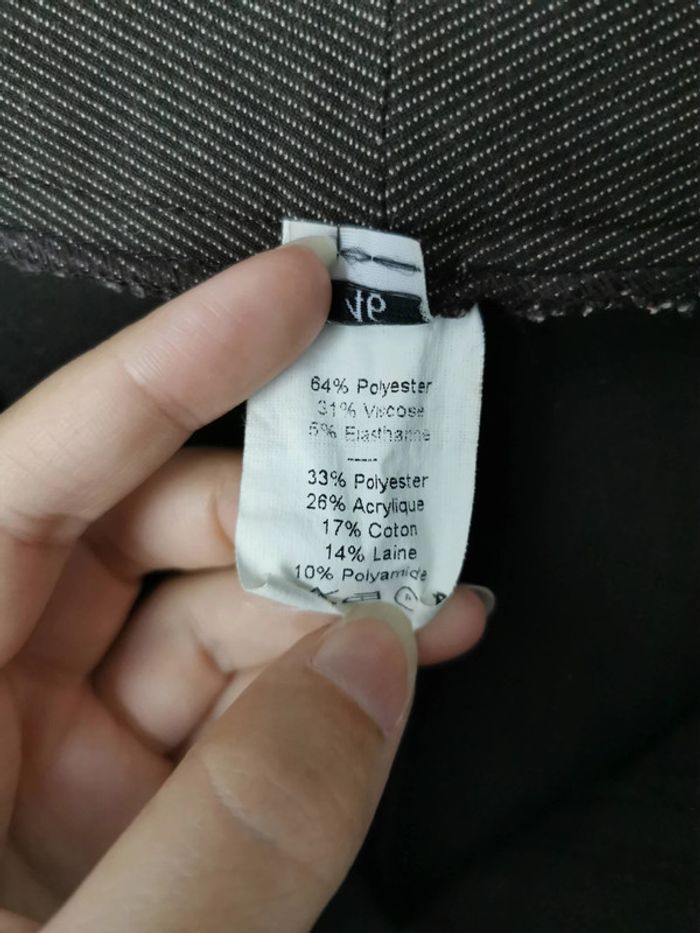 64% Polyester
31% Viscose
5% Elasthanne
-----
33% Polyester
26% Acrylique
17% Coton
14% Laine
10% Polyamide